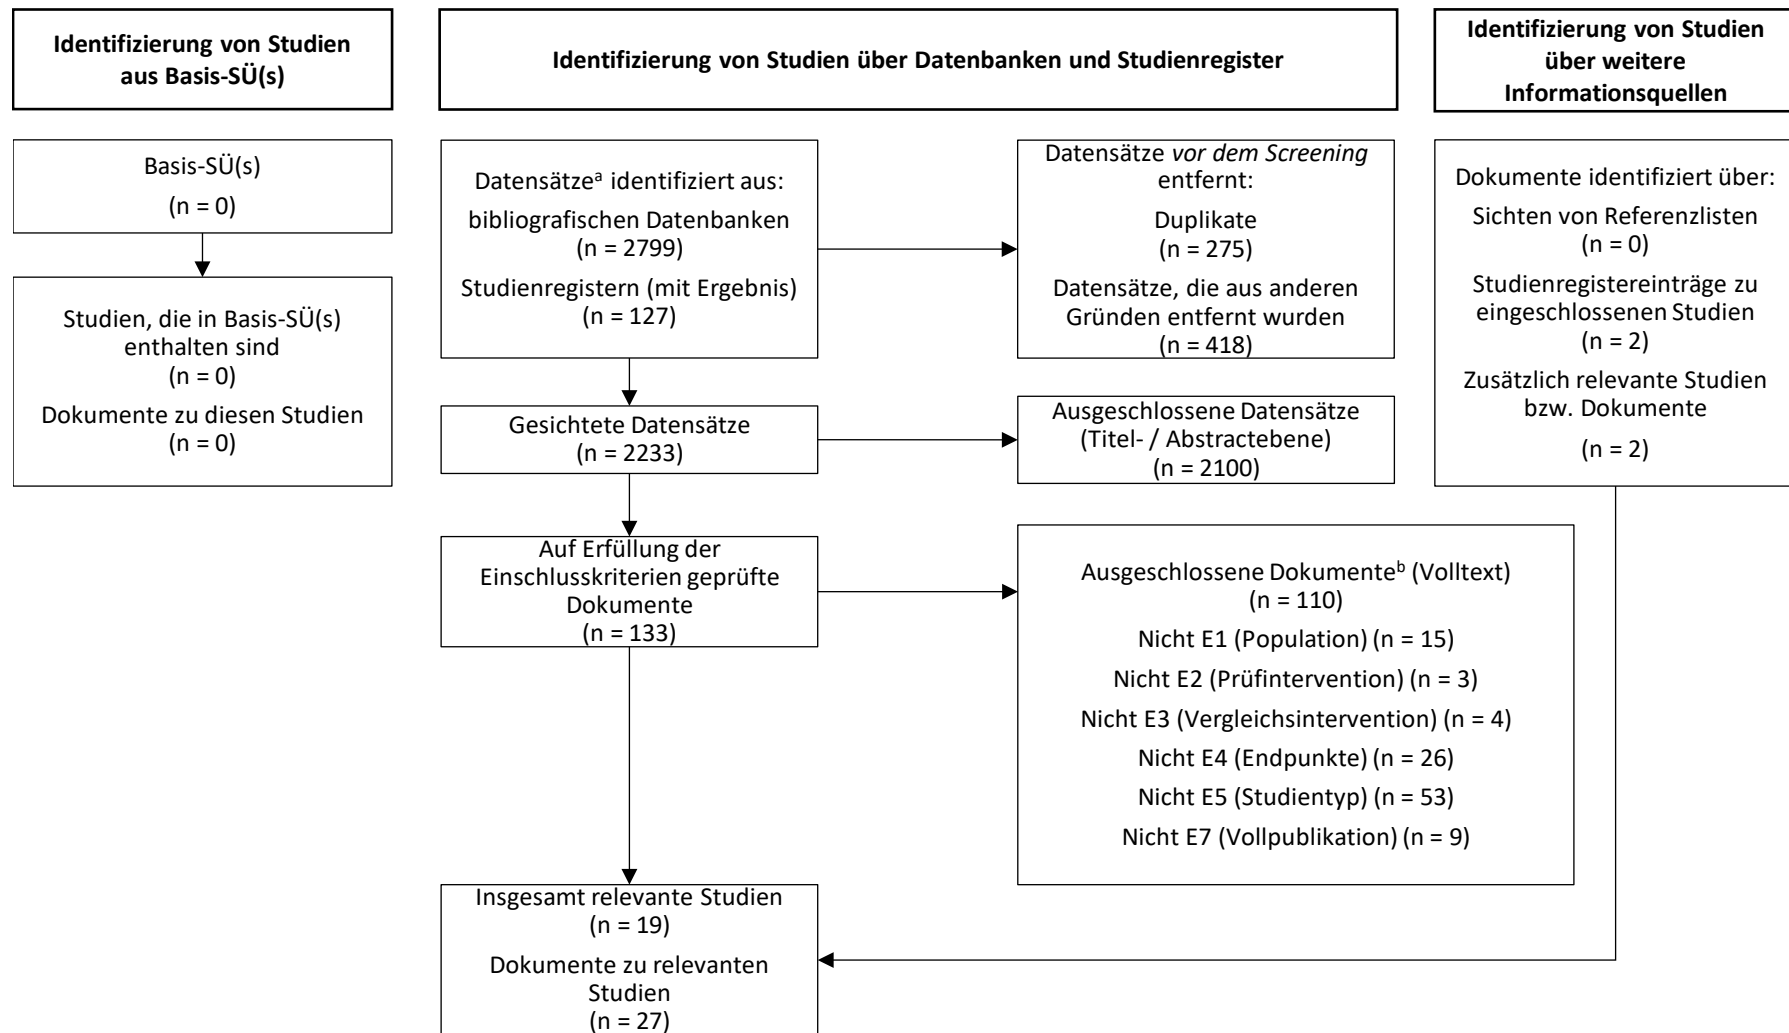 Identifizierung von Studien
aus Basis-SÜ(s)
Identifizierung von Studien über Datenbanken und Studienregister
Identifizierung von Studien
über weitere
Informationsquellen
Basis-SÜ(s)
(n = 0)
Studien, die in Basis-SÜ(s)
enthalten sind
(n = 0)
Dokumente zu diesen Studien
(n = 0)
Datensätzeᵃ identifiziert aus:
bibliografischen Datenbanken
(n = 2799)
Studienregistern (mit Ergebnis)
(n = 127)
Datensätze vor dem Screening
entfernt:
Duplikate
(n = 275)
Datensätze, die aus anderen
Gründen entfernt wurden
(n = 418)
Dokumente identifiziert über:
Sichten von Referenzlisten
(n = 0)
Studienregistereinträge zu
eingeschlossenen Studien
(n = 2)
Zusätzlich relevante Studien
bzw. Dokumente
(n = 2)
Gesichtete Datensätze
(n = 2233)
Ausgeschlossene Datensätze
(Titel- / Abstractebene)
(n = 2100)
Auf Erfüllung der
Einschlusskriterien geprüfte
Dokumente
(n = 133)
Ausgeschlossene Dokumenteᵇ (Volltext)
(n = 110)
Nicht E1 (Population) (n = 15)
Nicht E2 (Prüfintervention) (n = 3)
Nicht E3 (Vergleichsintervention) (n = 4)
Nicht E4 (Endpunkte) (n = 26)
Nicht E5 (Studientyp) (n = 53)
Nicht E7 (Vollpublikation) (n = 9)
Insgesamt relevante Studien
(n = 19)
Dokumente zu relevanten
Studien
(n = 27)